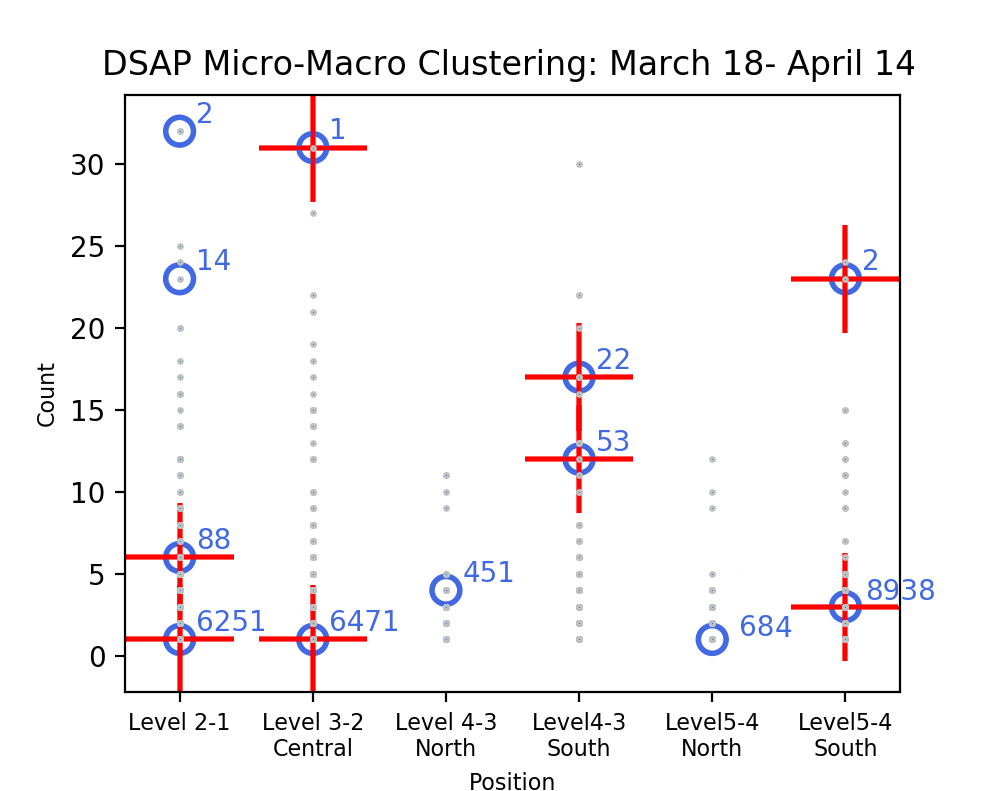 DSAP Micro-Macro Clustering: March 18- April 14
2
1
30
14
25
2
20
22
15
53
10
88
451
5
8938
6251
6471
684
0
Count
Level 2-1
Level 3-2
Central
Level 4-3
North
Level4-3
South
Level5-4
North
Level5-4
South
Position